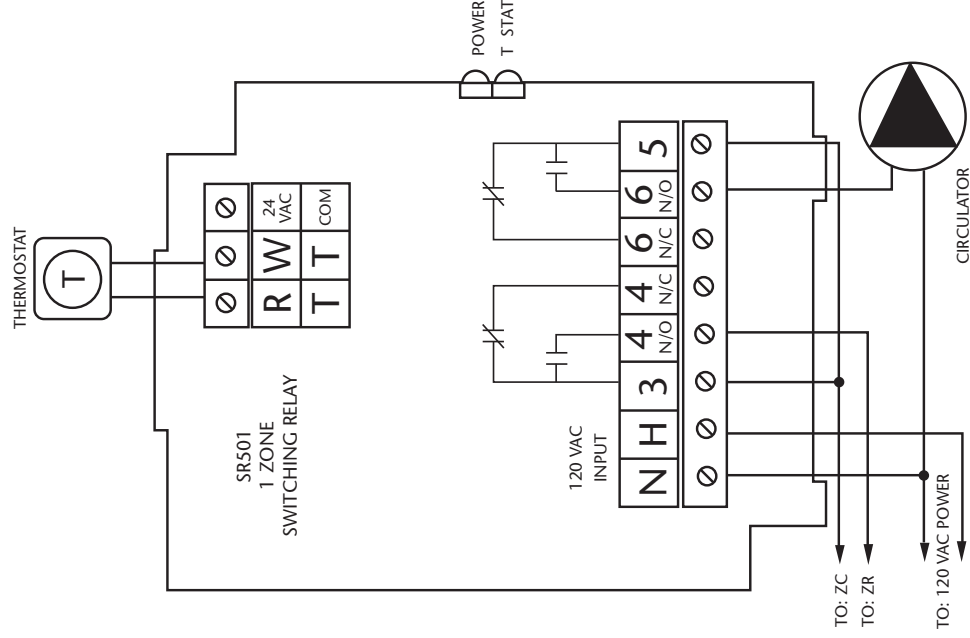 POWER
T STAT
THERMOSTAT
T
24
VAC
COM
W
T
R
T
SR501
1 ZONE
SWITCHING RELAY
5
6
N/O
6
N/C
4
N/C
4
N/O
3
H
N
120 VAC
INPUT
CIRCULATOR
TO: ZC
TO: ZR
TO: 120 VAC POWER